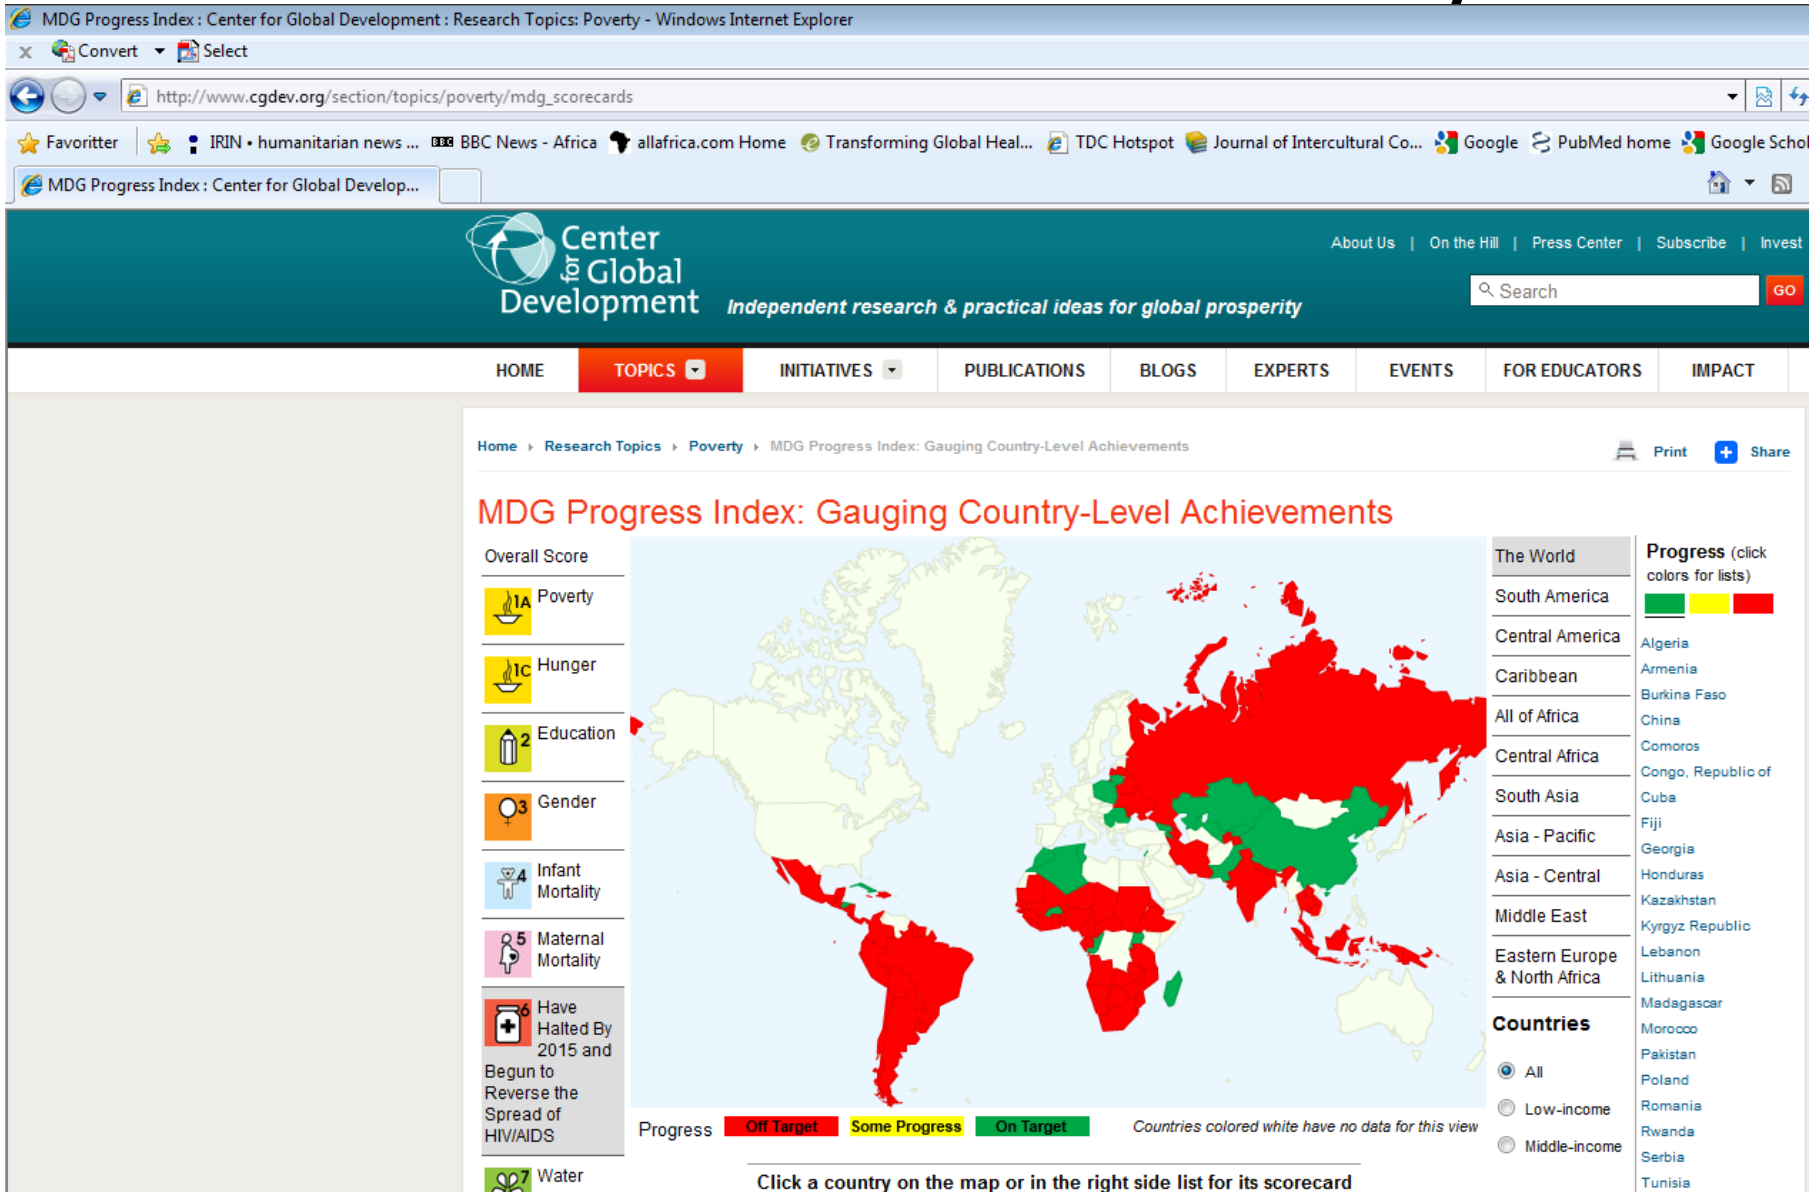 MDG Progress Index : Center for Global Development : Research Topics: Poverty - Windows Internet Explorer
x Convert Select
http://www.cgdev.org/section/topics/poverty/mdg_scorecards
Favoritter IRIN • humanitarian news ... BBC BBC News - Africa allafrica.com Home Transforming Global Heal... TDC Hotspot Journal of Intercultural Co... Google PubMed home Google Schol
MDG Progress Index : Center for Global Develop...
Center
for Global
Development
Independent research & practical ideas for global prosperity
About Us | On the Hill | Press Center | Subscribe | Invest
Search GO
HOME TOPICS INITIATIVES PUBLICATIONS BLOGS EXPERTS EVENTS FOR EDUCATORS IMPACT
Home Research Topics Poverty MDG Progress Index: Gauging Country-Level Achievements
Print Share
MDG Progress Index: Gauging Country-Level Achievements
Overall Score
1A Poverty
1C Hunger
2 Education
3 Gender
4 Infant
Mortality
5 Maternal
Mortality
6 Have
Halted By
2015 and
Begun to
Reverse the
Spread of
HIV/AIDS
7 Water
Progress Off Target Some Progress On Target Countries colored white have no data for this view
Click a country on the map or in the right side list for its scorecard
The World
South America
Central America
Caribbean
All of Africa
Central Africa
South Asia
Asia - Pacific
Asia - Central
Middle East
Eastern Europe
& North Africa
Countries
All
Low-income
Middle-income
Progress (click
colors for lists)
Algeria
Armenia
Burkina Faso
China
Comoros
Congo, Republic of
Cuba
Fiji
Georgia
Honduras
Kazakhstan
Kyrgyz Republic
Lebanon
Lithuania
Madagascar
Morocco
Pakistan
Poland
Romania
Rwanda
Serbia
Tunisia